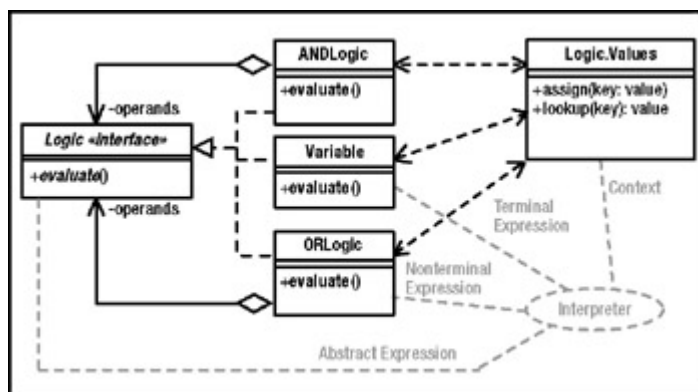 ANDLogic
+evaluate()
Logic.Values
+assign(key: value)
+lookup(key): value
-operands
Logic «interface»
+evaluate()
Variable
+evaluate()
-operands
ORLogic
+evaluate()
Terminal
Expression
Context
Nonterminal
Expression
Interpreter
Abstract Expression